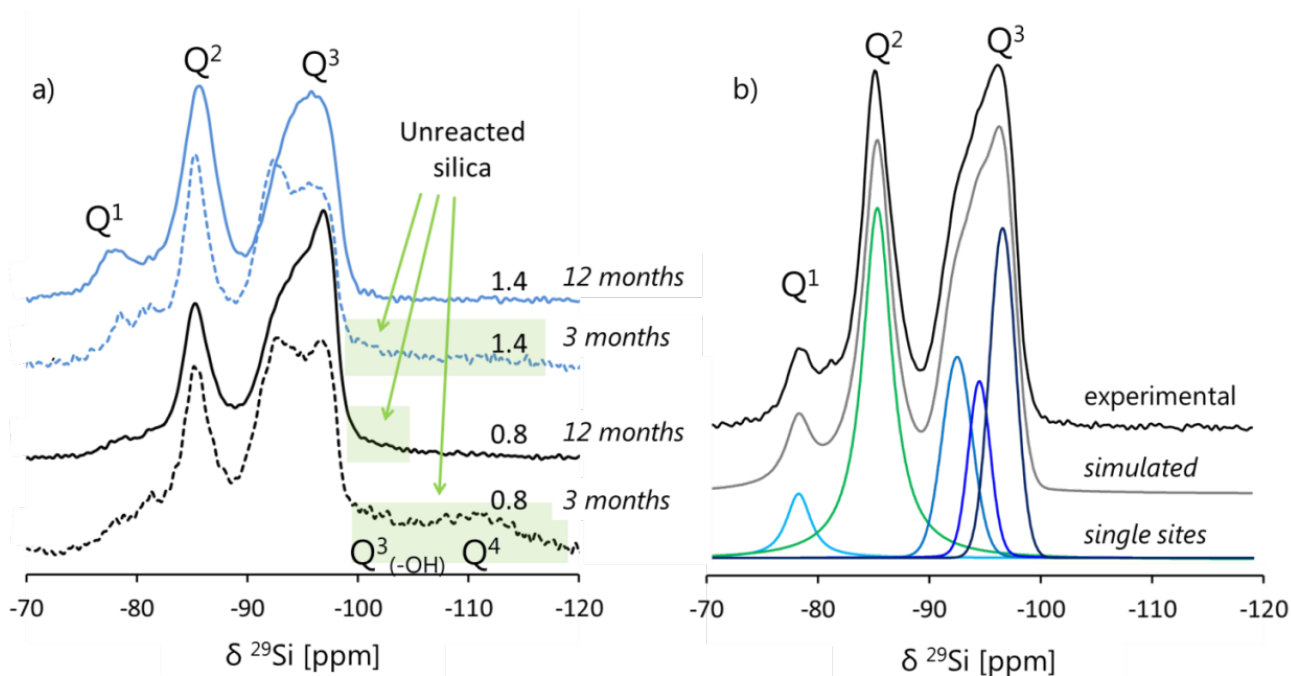 a)
Q²
Q³
Unreacted
silica
Q¹
1.4 12 months
1.4 3 months
0.8 12 months
0.8 3 months
Q³(-OH) Q⁴
-70 -80 -90 -100 -110 -120
δ ²⁹Si [ppm]
b)
Q²
Q³
Q¹
experimental
simulated
single sites
-70 -80 -90 -100 -110 -120
δ ²⁹Si [ppm]